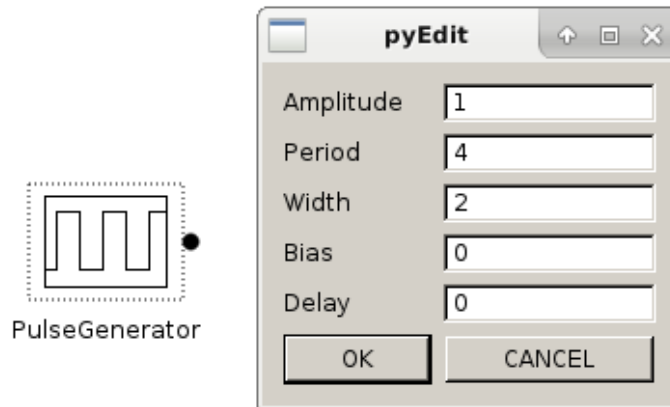 pyEdit
Amplitude 1
Period 4
Width 2
Bias 0
Delay 0
OK CANCEL
PulseGenerator